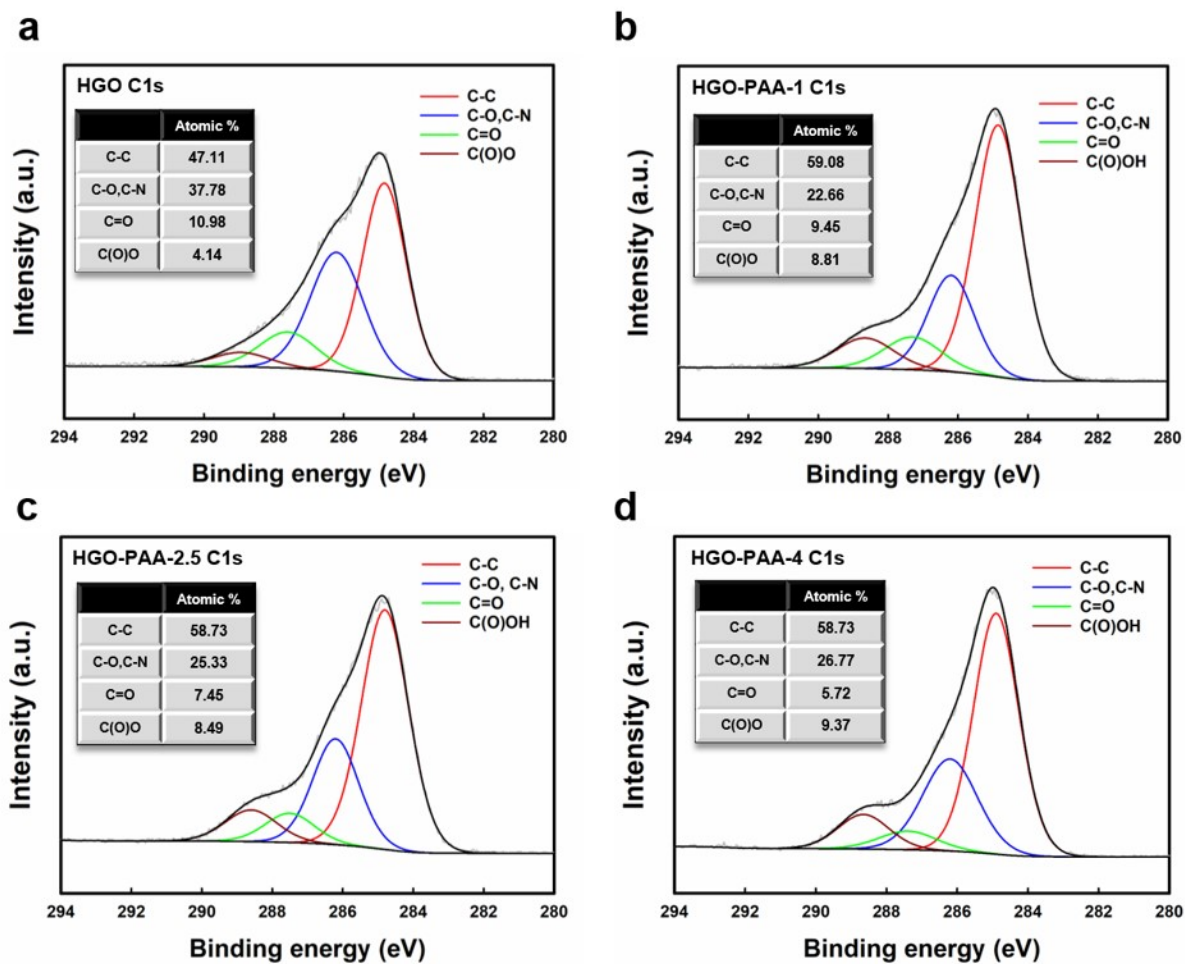 a
HGO C1s
Atomic %
C-C 47.11
C-O,C-N 37.78
C=O 10.98
C(O)O 4.14
C-C
C-O,C-N
C=O
C(O)O
Intensity (a.u.)
294 292 290 288 286 284 282 280
Binding energy (eV)
b
HGO-PAA-1 C1s
Atomic %
C-C 59.08
C-O,C-N 22.66
C=O 9.45
C(O)O 8.81
C-C
C-O,C-N
C=O
C(O)OH
Intensity (a.u.)
294 292 290 288 286 284 282 280
Binding energy (eV)
c
HGO-PAA-2.5 C1s
Atomic %
C-C 58.73
C-O,C-N 25.33
C=O 7.45
C(O)O 8.49
C-C
C-O, C-N
C=O
C(O)OH
Intensity (a.u.)
294 292 290 288 286 284 282 280
Binding energy (eV)
d
HGO-PAA-4 C1s
Atomic %
C-C 58.73
C-O,C-N 26.77
C=O 5.72
C(O)O 9.37
C-C
C-O,C-N
C=O
C(O)OH
Intensity (a.u.)
294 292 290 288 286 284 282 280
Binding energy (eV)